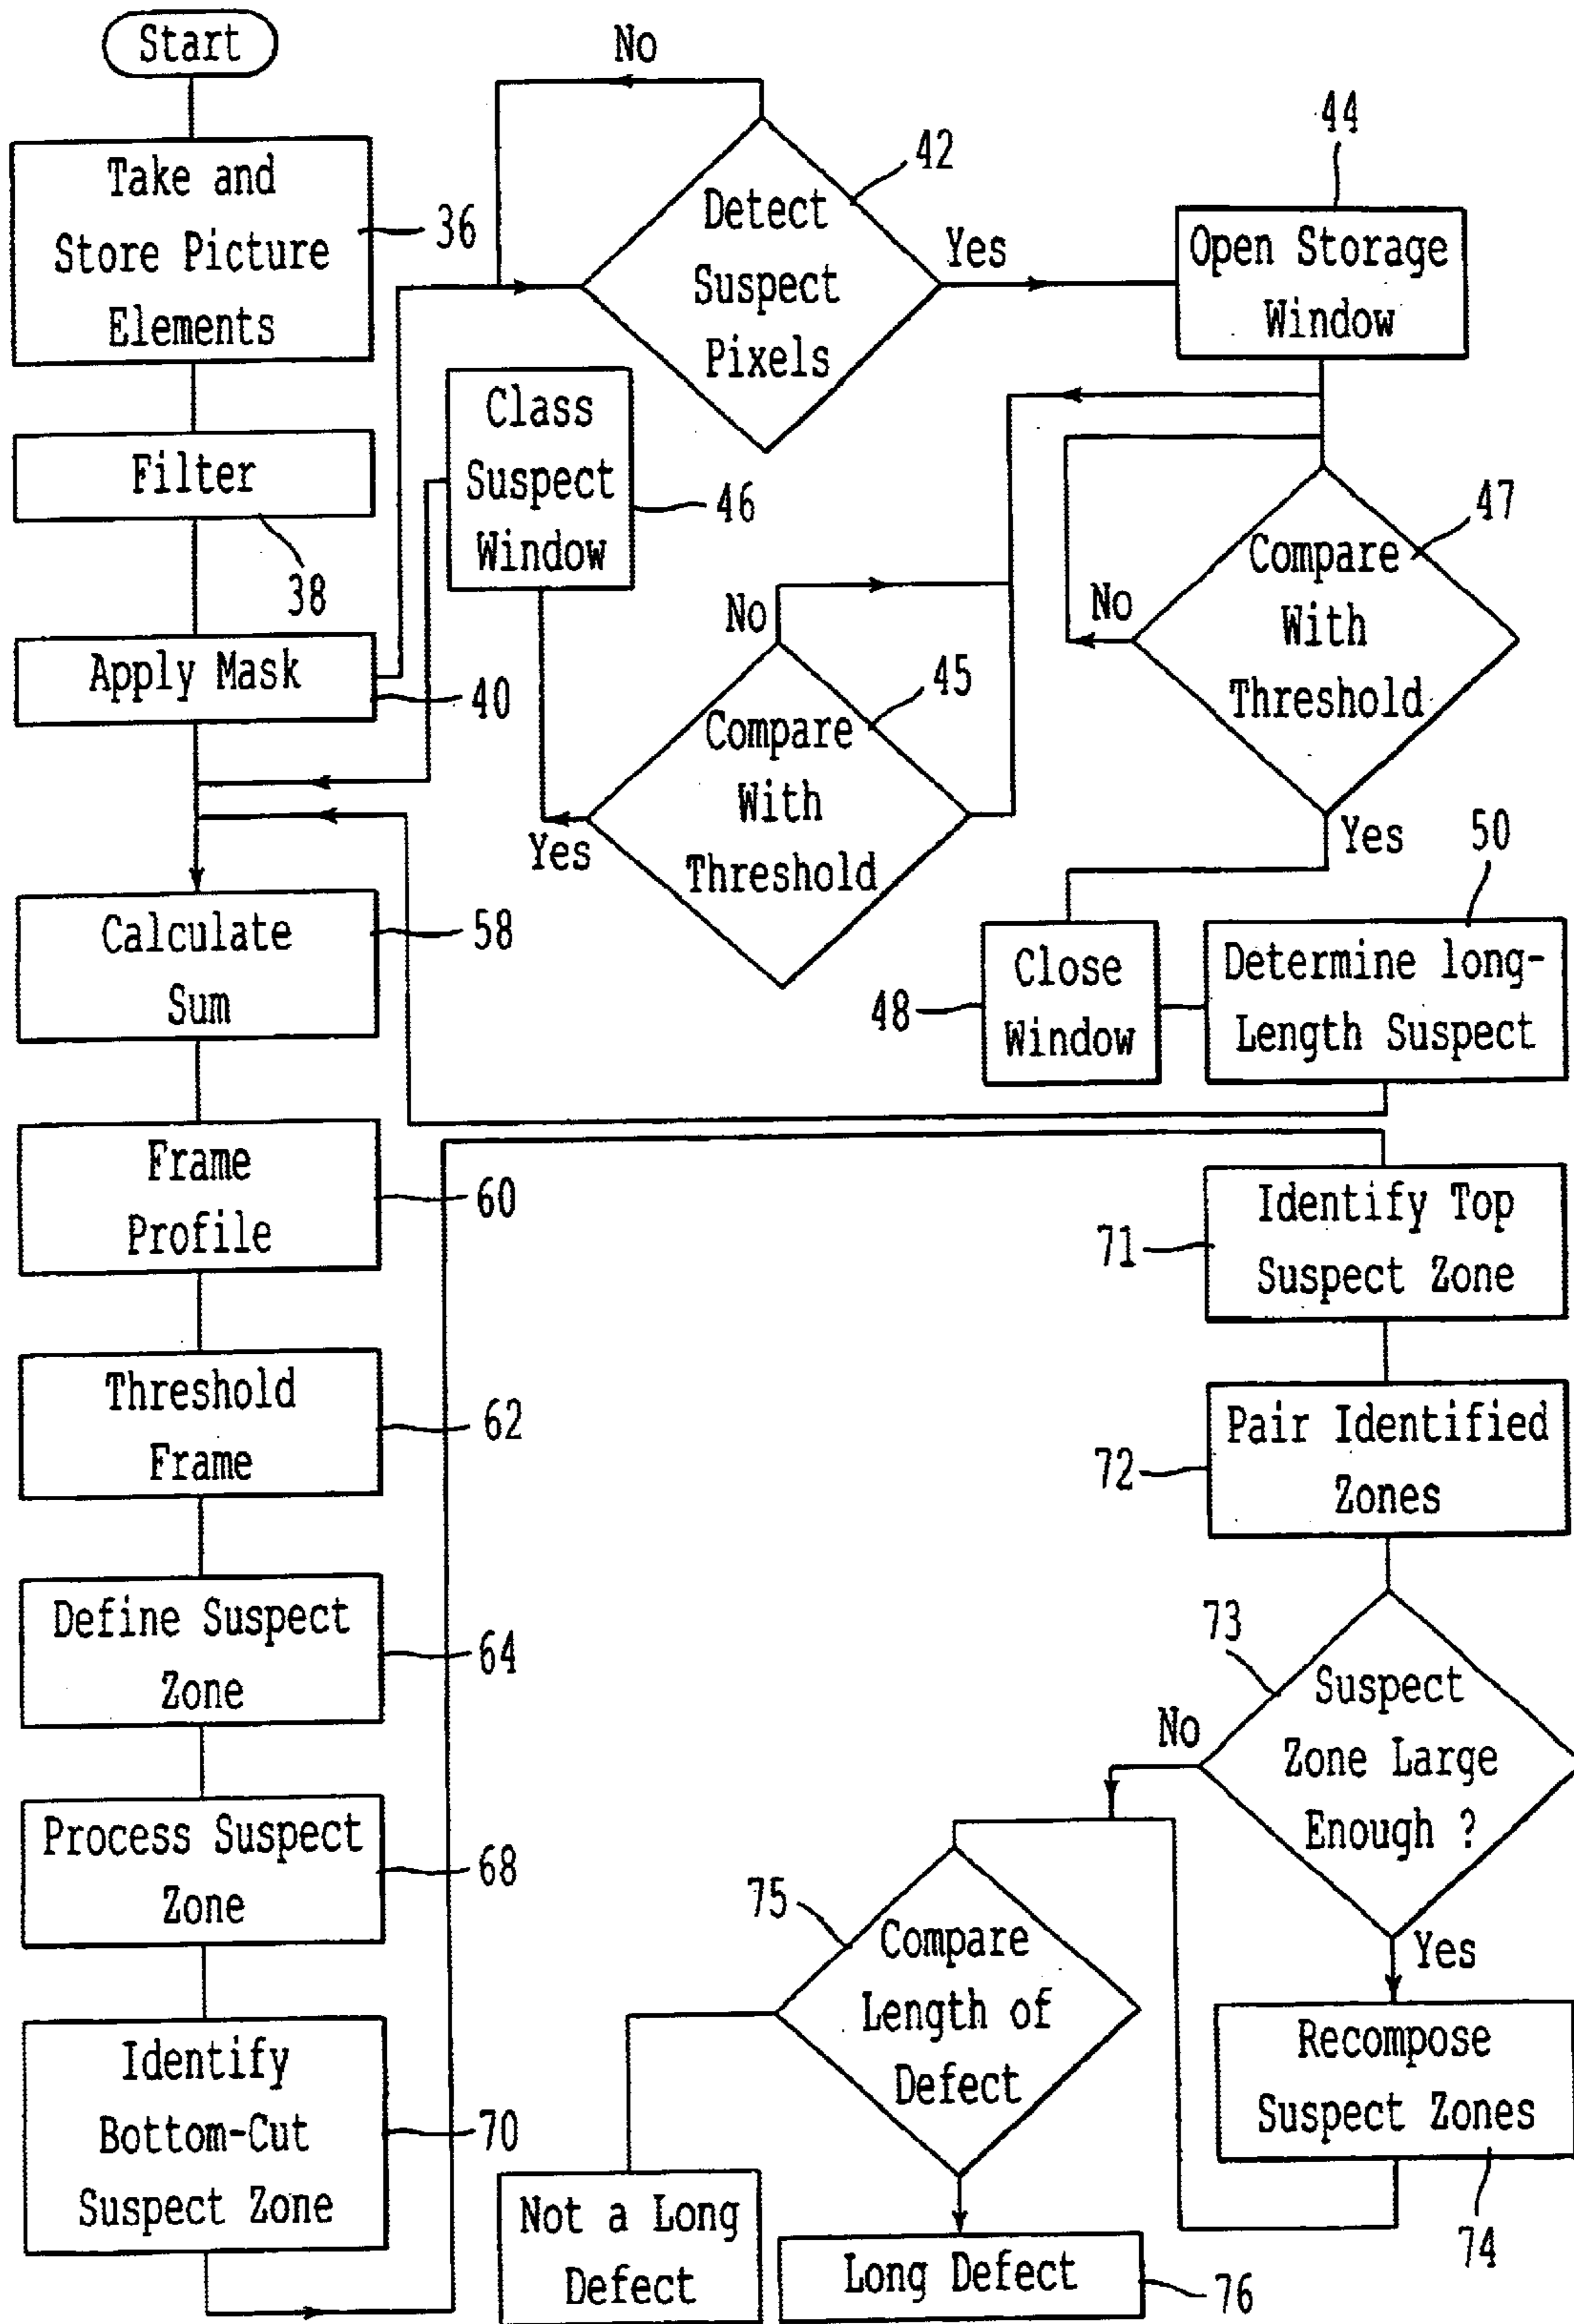 Start
Take and
Store Picture
Elements
36
Filter
38
Apply Mask
40
No
Detect
Suspect
Pixels
42
Yes
Open Storage
Window
44
Class
Suspect
Window
46
Compare
With
Threshold
47
No
Yes
No
Compare
With
Threshold
45
Yes
Close
Window
48
Determine long-
Length Suspect
50
Calculate
Sum
58
Frame
Profile
60
Threshold
Frame
62
Define Suspect
Zone
64
Process Suspect
Zone
68
Identify
Bottom-Cut
Suspect Zone
70
Identify Top
Suspect Zone
71
Pair Identified
Zones
72
Suspect
Zone Large
Enough ?
73
No
Yes
Recompose
Suspect Zones
74
Compare
Length of
Defect
75
Not a Long
Defect
Long Defect
76